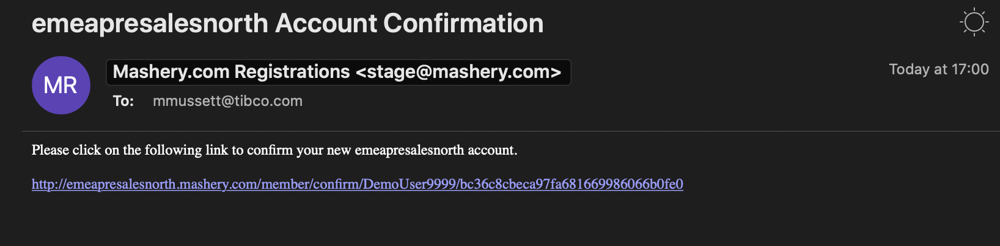 emeapresalesnorth Account Confirmation
MR
Mashery.com Registrations <stage@mashery.com>
Today at 17:00
To: mmussett@tibco.com
Please click on the following link to confirm your new emeapresalesnorth account.
http://emeapresalesnorth.mashery.com/member/confirm/DemoUser9999/bc36c8cbeca97fa681669986066b0fe0